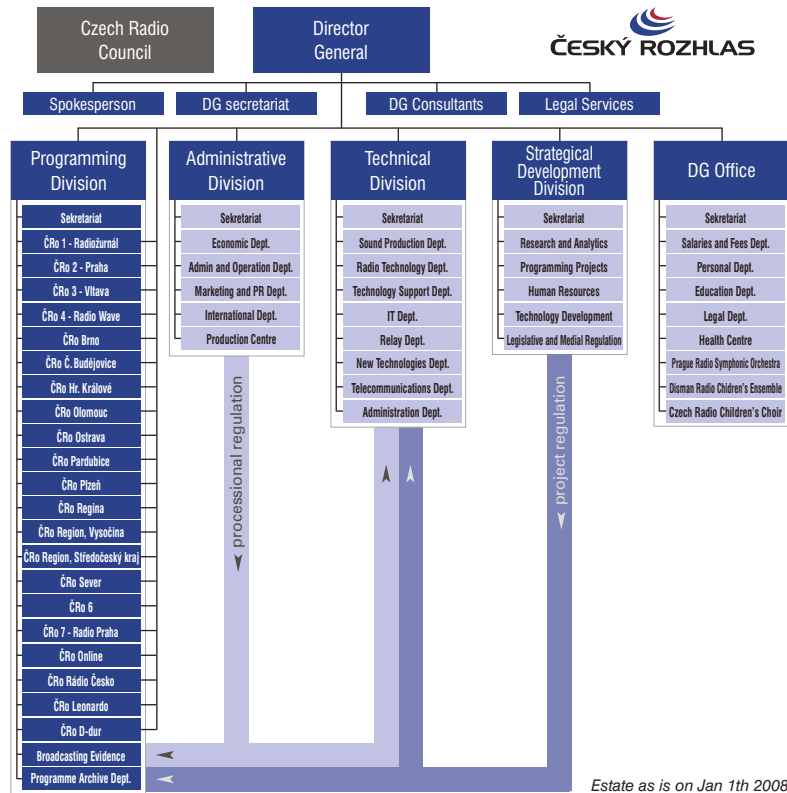 Czech Radio
Council
Director
General
ČESKÝ ROZHLAS
Spokesperson
DG secretariat
DG Consultants
Legal Services
Programming
Division
Sekretariat
ČRo 1 - Radiožurnál
ČRo 2 - Praha
ČRo 3 - Vltava
ČRo 4 - Radio Wave
ČRo Brno
ČRo Č. Budějovice
ČRo Hr. Králové
ČRo Olomouc
ČRo Ostrava
ČRo Pardubice
ČRo Plzeň
ČRo Regina
ČRo Region, Vysočina
ČRo Region, Středočeský kraj
ČRo Sever
ČRo 6
ČRo 7 - Radio Praha
ČRo Online
ČRo Rádio Česko
ČRo Leonardo
ČRo D-dur
Broadcasting Evidence
Programme Archive Dept.
Administrative
Division
Sekretariat
Economic Dept.
Admin and Operation Dept.
Marketing and PR Dept.
International Dept.
Production Centre
processional regulation
Technical
Division
Sekretariat
Sound Production Dept.
Radio Technology Dept.
Technology Support Dept.
IT Dept.
Relay Dept.
New Technologies Dept.
Telecommunications Dept.
Administration Dept.
Strategical
Development
Division
Sekretariat
Research and Analytics
Programming Projects
Human Resources
Technology Development
Legislative and Medial Regulation
project regulation
DG Office
Sekretariat
Salaries and Fees Dept.
Personal Dept.
Education Dept.
Legal Dept.
Health Centre
Prague Radio Symphonic Orchestra
Disman Radio Chidren's Ensemble
Czech Radio Children's Choir
Estate as is on Jan 1th 2008